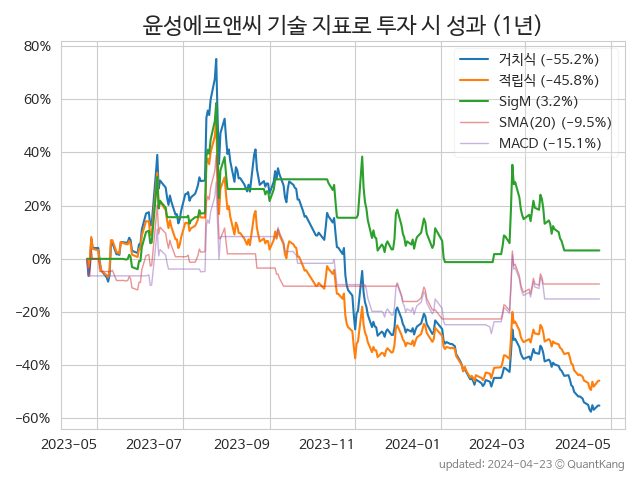 윤성에프앤씨 기술 지표로 투자 시 성과 (1년)
80%
60%
40%
20%
0%
−20%
−40%
−60%
거치식 (−55.2%)
적립식 (−45.8%)
SigM (3.2%)
SMA(20) (−9.5%)
MACD (−15.1%)
2023-05 2023-07 2023-09 2023-11 2024-01 2024-03 2024-05
updated: 2024-04-23 © QuantKang